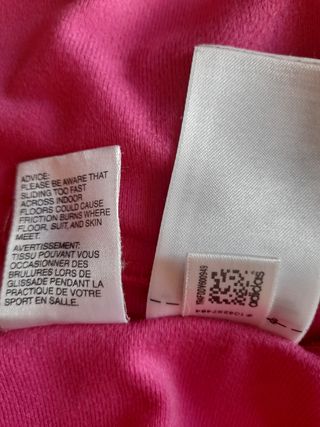 ADVICE:
PLEASE BE AWARE THAT
SLIDING TOO FAST
ACROSS INDOOR
FLOORS COULD CAUSE
FRICTION BURNS WHERE
FLOOR, SUIT, AND SKIN
MEET.
AVERTISSEMENT:
TISSU POUVANT VOUS
OCCASIONNER DES
BRULURES LORS DE
GLISSADE PENDANT LA
PRACTIQUE DE VOTRE
SPORT EN SALLE.
adidas